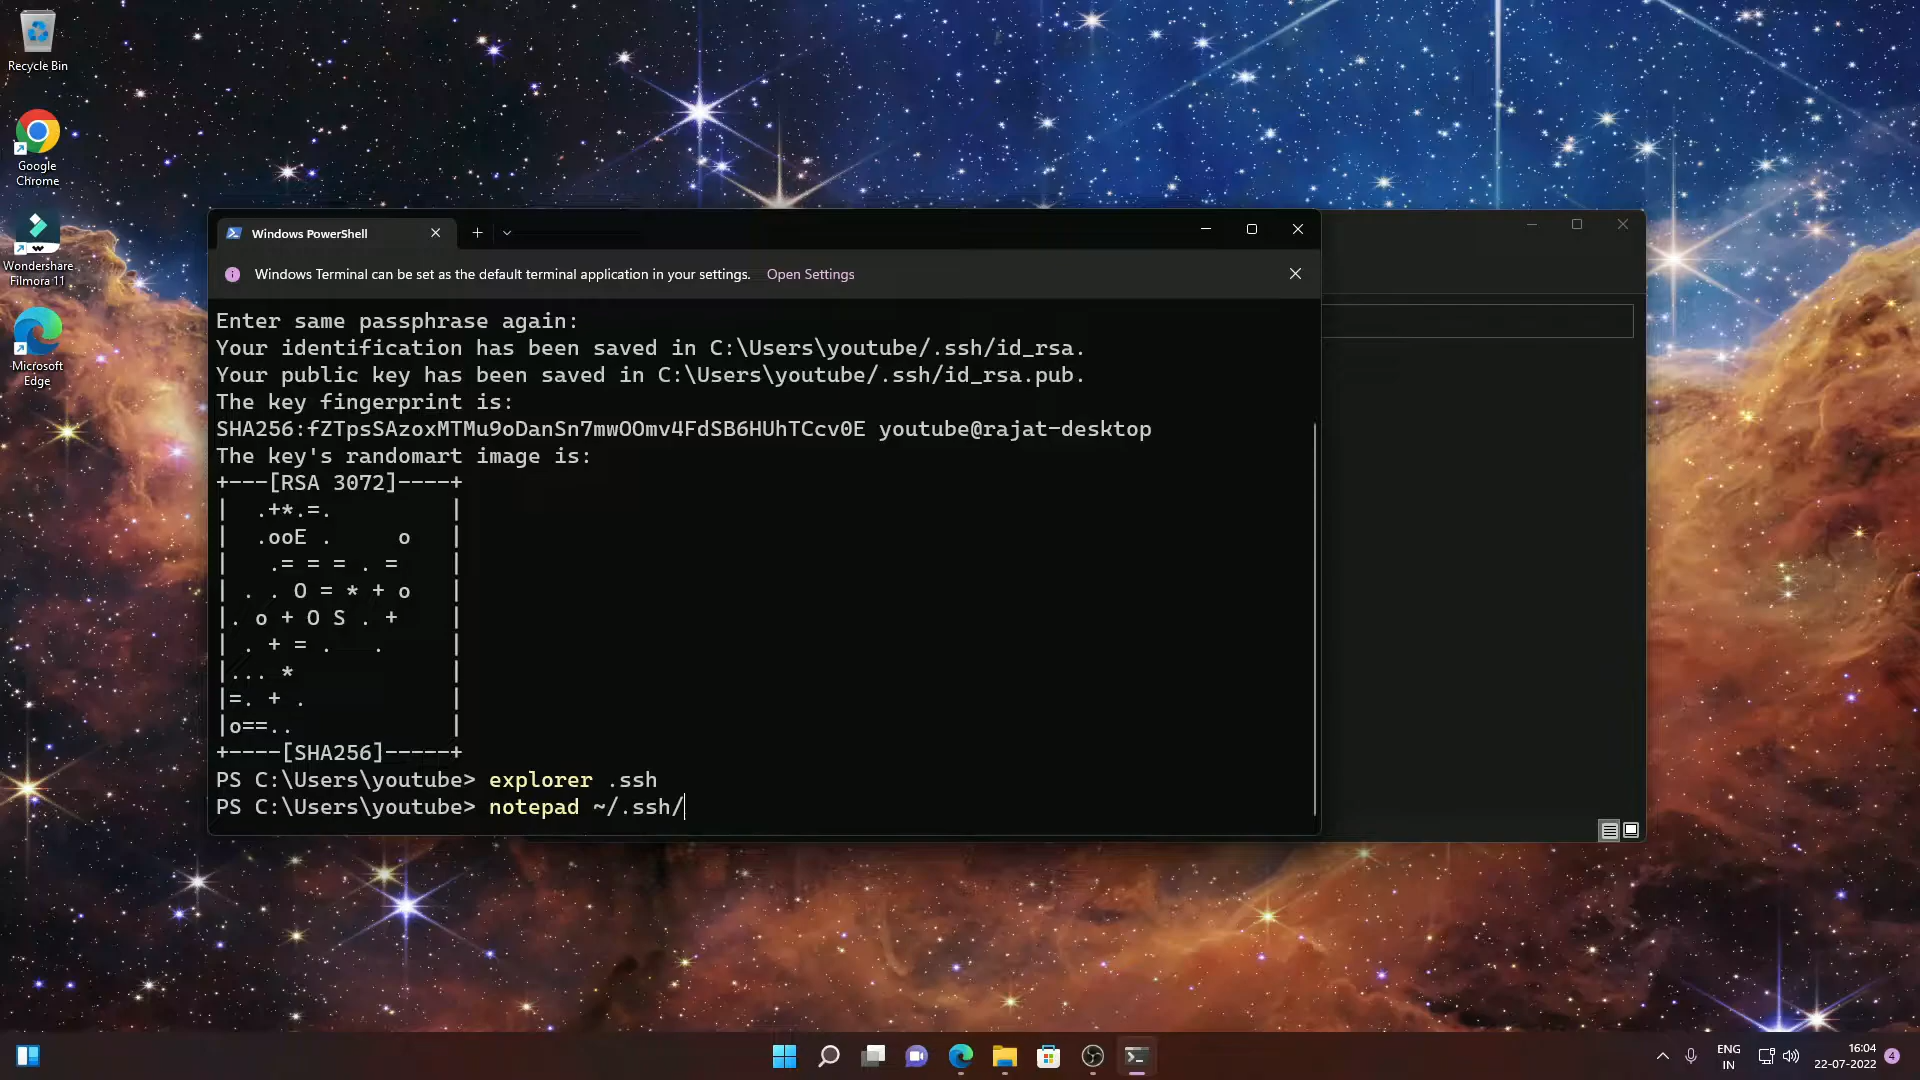 Recycle Bin
Google
Chrome
Wondershare
Filmora 11
Microsoft
Edge
Windows PowerShell
Windows Terminal can be set as the default terminal application in your settings. Open Settings
Enter same passphrase again:
Your identification has been saved in C:\Users\youtube/.ssh/id_rsa.
Your public key has been saved in C:\Users\youtube/.ssh/id_rsa.pub.
The key fingerprint is:
SHA256:fZTpsSAzoxMTMu9oDanSn7mwOOmv4FdSB6HUhTCcv0E youtube@rajat-desktop
The key's randomart image is:
+---[RSA 3072]----+
|  .+*.=.         |
|  .ooE .     o   |
|   .= = = . =    |
| . . O = * + o   |
|. o + O S . +    |
| . + = .   .     |
|... *            |
|=. + .           |
|o==..            |
+----[SHA256]-----+
PS C:\Users\youtube> explorer .ssh
PS C:\Users\youtube> notepad ~/.ssh/
ENG
IN
16:04
22-07-2022
4